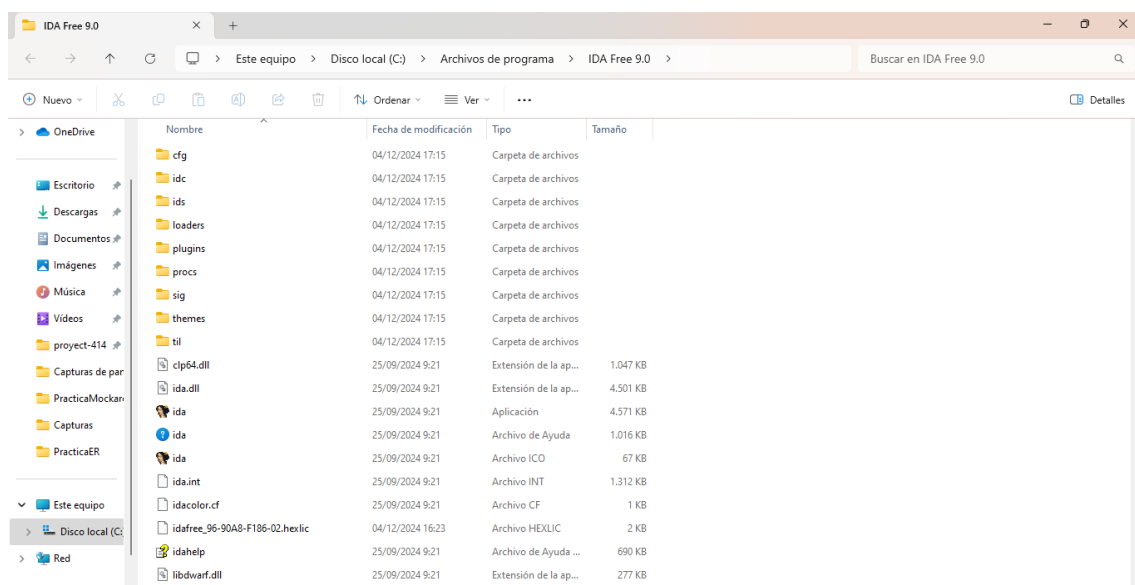 IDA Free 9.0
Este equipo > Disco local (C:) > Archivos de programa > IDA Free 9.0 >
Buscar en IDA Free 9.0
Nuevo Ordenar Ver ... Detalles
OneDrive
Escritorio
Descargas
Documentos
Imágenes
Música
Vídeos
proyect-414
Capturas de par
PracticaMockar
Capturas
PracticaER
Este equipo
Disco local (C:
Red
Nombre Fecha de modificación Tipo Tamaño
cfg 04/12/2024 17:15 Carpeta de archivos
idc 04/12/2024 17:15 Carpeta de archivos
ids 04/12/2024 17:15 Carpeta de archivos
loaders 04/12/2024 17:15 Carpeta de archivos
plugins 04/12/2024 17:15 Carpeta de archivos
procs 04/12/2024 17:15 Carpeta de archivos
sig 04/12/2024 17:15 Carpeta de archivos
themes 04/12/2024 17:15 Carpeta de archivos
til 04/12/2024 17:15 Carpeta de archivos
clp64.dll 25/09/2024 9:21 Extensión de la ap... 1.047 KB
ida.dll 25/09/2024 9:21 Extensión de la ap... 4.501 KB
ida 25/09/2024 9:21 Aplicación 4.571 KB
ida 25/09/2024 9:21 Archivo de Ayuda 1.016 KB
ida 25/09/2024 9:21 Archivo ICO 67 KB
ida.int 25/09/2024 9:21 Archivo INT 1.312 KB
idacolor.cf 25/09/2024 9:21 Archivo CF 1 KB
idafree_96-90A8-F186-02.hexlic 04/12/2024 16:23 Archivo HEXLIC 2 KB
idahelp 25/09/2024 9:21 Archivo de Ayuda ... 690 KB
libdwarf.dll 25/09/2024 9:21 Extensión de la ap... 277 KB